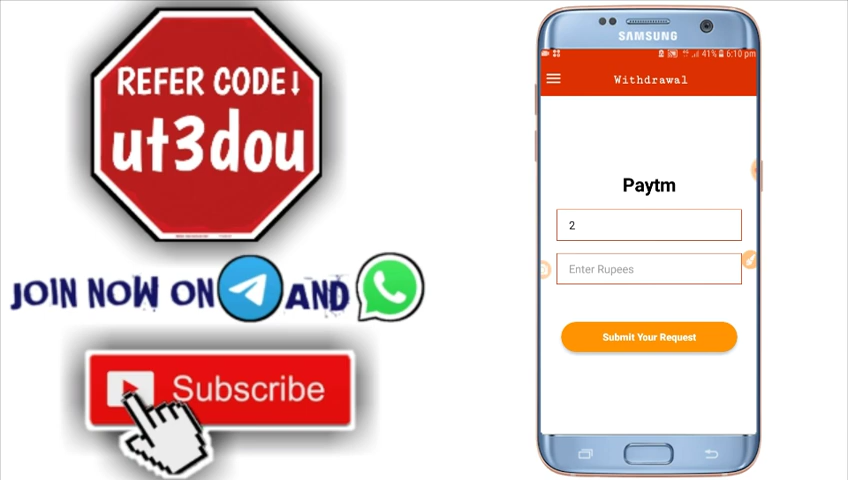 REFER CODE↓
ut3dou
JOIN NOW ON AND
Subscribe
SAMSUNG
41% 6:10 pm
Withdrawal
Paytm
2
Enter Rupees
Submit Your Request